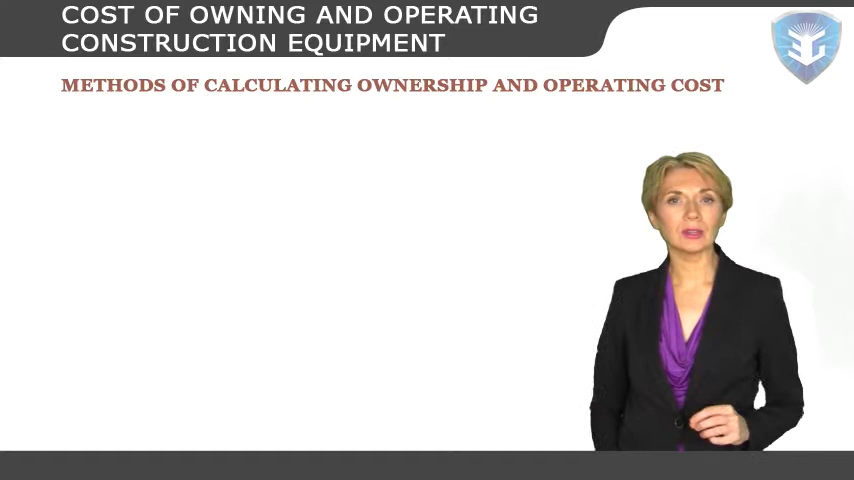 COST OF OWNING AND OPERATING
CONSTRUCTION EQUIPMENT
METHODS OF CALCULATING OWNERSHIP AND OPERATING COST